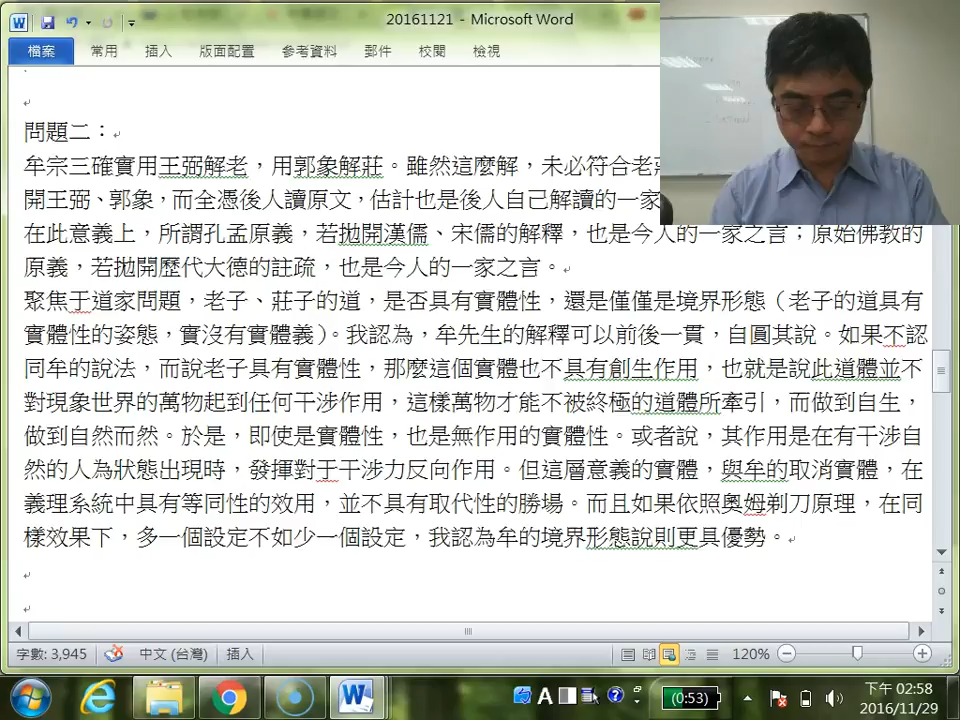 20161121 - Microsoft Word
檔案 常用 插入 版面配置 參考資料 郵件 校閱 檢視
問題二：
牟宗三確實用王弼解老，用郭象解莊。雖然這麼解，未必符合老
開王弼、郭象，而全憑後人讀原文，估計也是後人自己解讀的一家
在此意義上，所謂孔孟原義，若拋開漢儒、宋儒的解釋，也是今人的一家之言；原始佛教的
原義，若拋開歷代大德的註疏，也是今人的一家之言。
聚焦于道家問題，老子、莊子的道，是否具有實體性，還是僅僅是境界形態（老子的道具有
實體性的姿態，實沒有實體義）。我認為，牟先生的解釋可以前後一貫，自圓其說。如果不認
同牟的說法，而說老子具有實體性，那麼這個實體也不具有創生作用，也就是說此道體並不
對現象世界的萬物起到任何干涉作用，這樣萬物才能不被終極的道體所牽引，而做到自生，
做到自然而然。於是，即使是實體性，也是無作用的實體性。或者說，其作用是在有干涉自
然的人為狀態出現時，發揮對于干涉力反向作用。但這層意義的實體，與牟的取消實體，在
義理系統中具有等同性的效用，並不具有取代性的勝場。而且如果依照奧姆剃刀原理，在同
樣效果下，多一個設定不如少一個設定，我認為牟的境界形態說則更具優勢。
字數: 3,945 中文 (台灣) 插入 120%
(0:53) 下午 02:58
2016/11/29